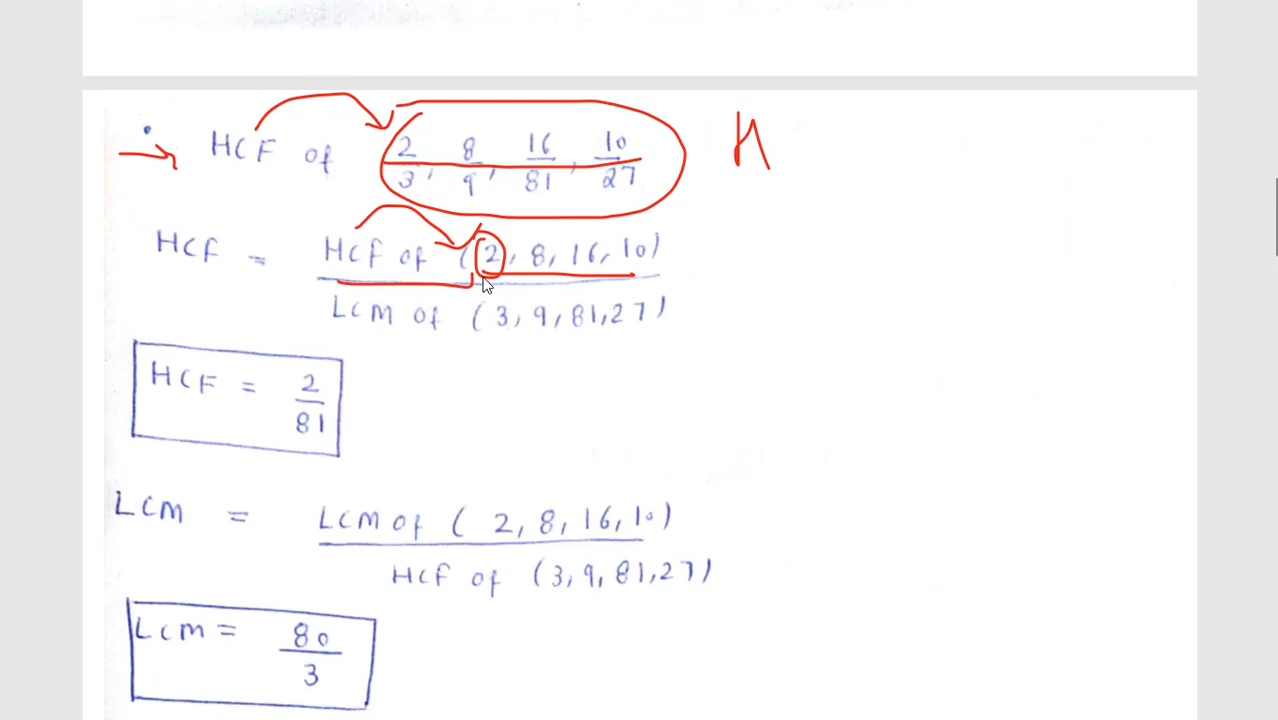 HCF of 2/3, 8/9, 16/81, 10/27 H
HCF = HCF of (2, 8, 16, 10) / LCM of (3, 9, 81, 27)
HCF = 2/81
LCM = LCM of (2, 8, 16, 10) / HCF of (3, 9, 81, 27)
LCM = 80/3